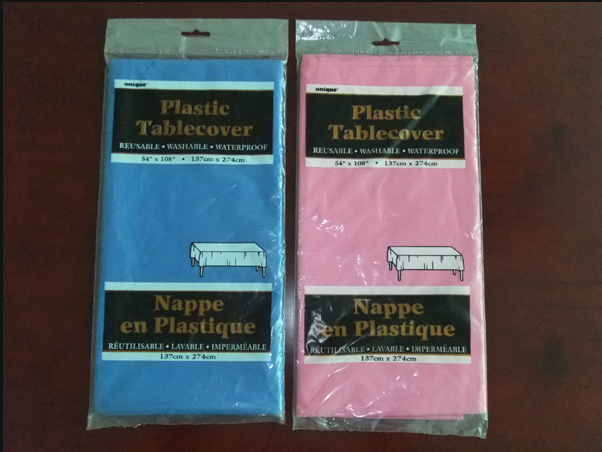 unique®
Plastic
Tablecover
REUSABLE • WASHABLE • WATERPROOF
54" x 108" • 137cm x 274cm
Nappe
en Plastique
RÉUTILISABLE • LAVABLE • IMPERMÉABLE
137cm x 274cm
unique®
Plastic
Tablecover
REUSABLE • WASHABLE • WATERPROOF
54" x 108" • 137cm x 274cm
Nappe
en Plastique
RÉUTILISABLE • LAVABLE • IMPERMÉABLE
137cm x 274cm